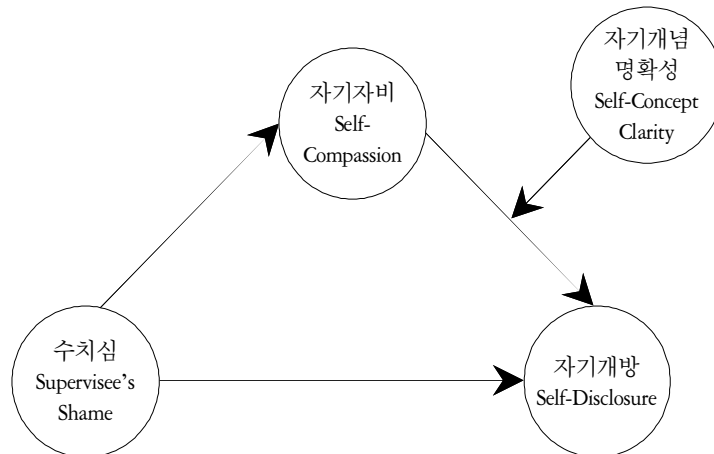 자기개념
명확성
Self-Concept
Clarity
자기자비
Self-
Compassion
수치심
Supervisee's
Shame
자기개방
Self-Disclosure